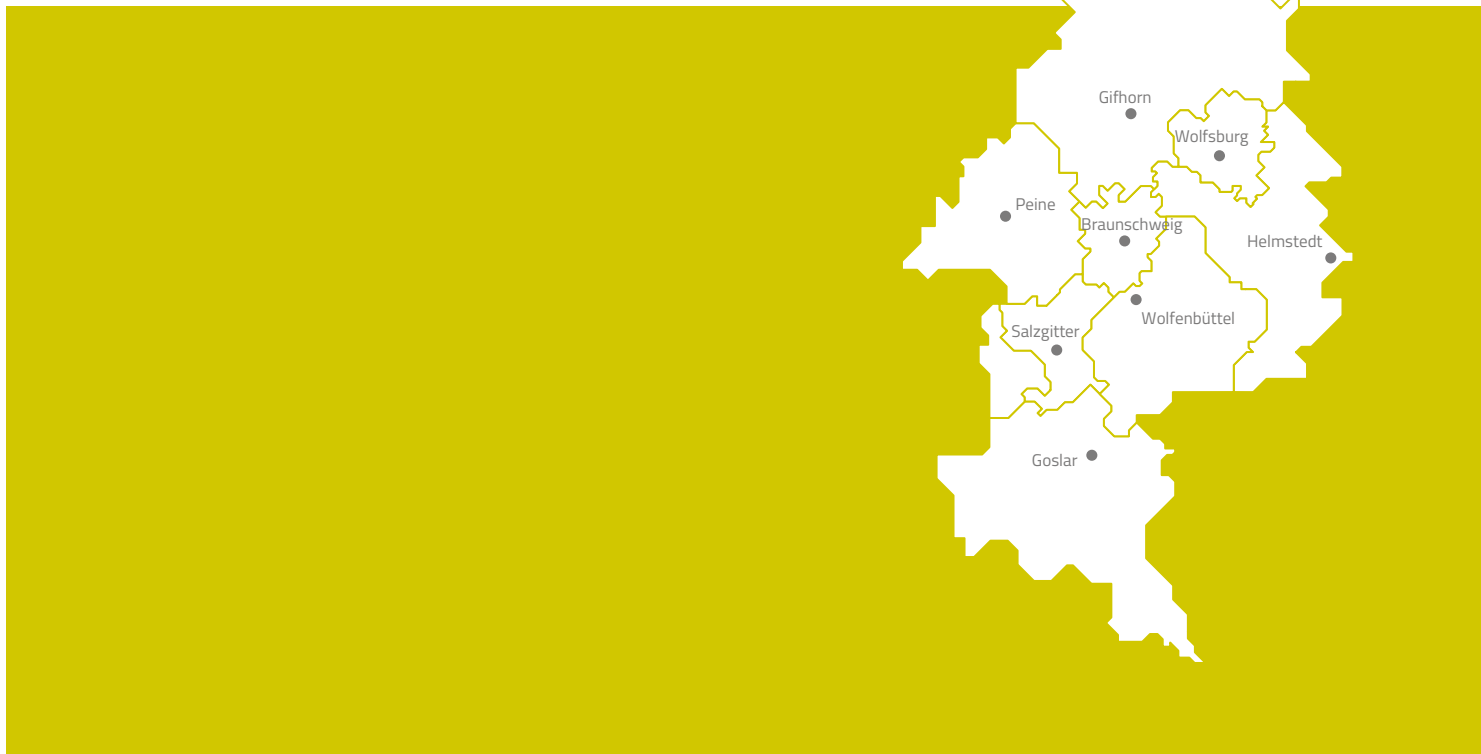 Gifhorn
Wolfsburg
Peine
Braunschweig
Helmstedt
Wolfenbüttel
Salzgitter
Goslar